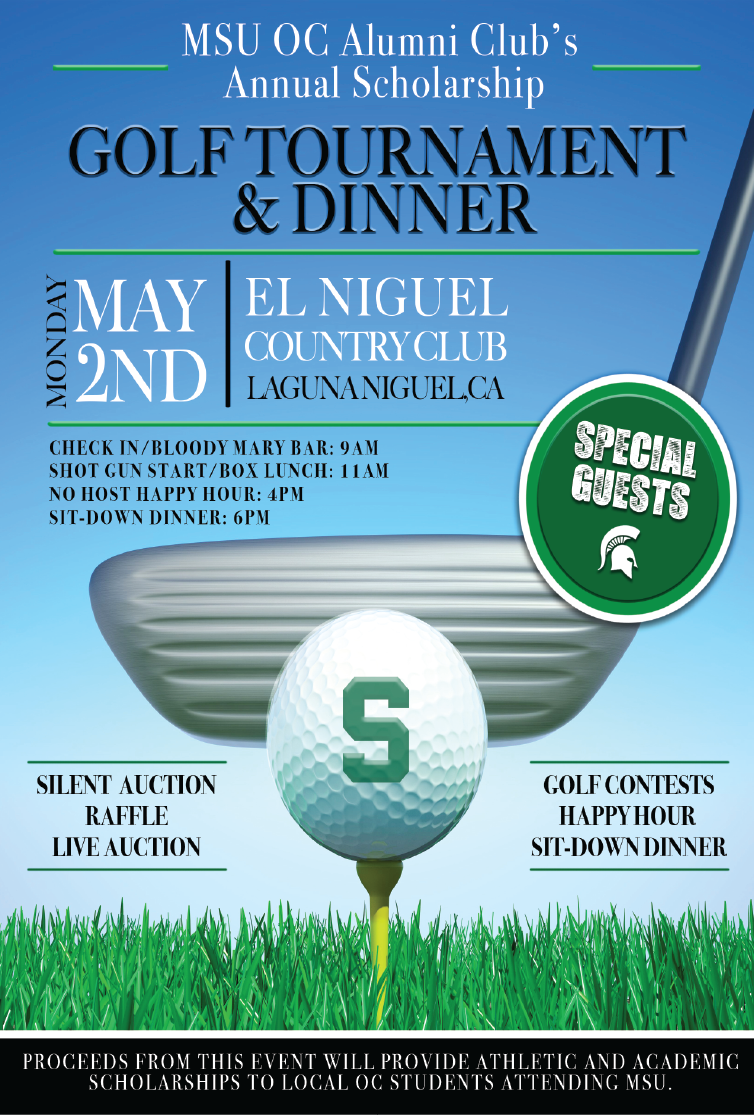 MSU OC Alumni Club's
Annual Scholarship
GOLF TOURNAMENT
& DINNER
MONDAY
MAY
2ND
EL NIGUEL
COUNTRY CLUB
LAGUNA NIGUEL, CA
CHECK IN/BLOODY MARY BAR: 9AM
SHOT GUN START/BOX LUNCH: 11AM
NO HOST HAPPY HOUR: 4PM
SIT-DOWN DINNER: 6PM
SPECIAL
GUESTS
S
SILENT AUCTION
RAFFLE
LIVE AUCTION
GOLF CONTESTS
HAPPY HOUR
SIT-DOWN DINNER
PROCEEDS FROM THIS EVENT WILL PROVIDE ATHLETIC AND ACADEMIC
SCHOLARSHIPS TO LOCAL OC STUDENTS ATTENDING MSU.